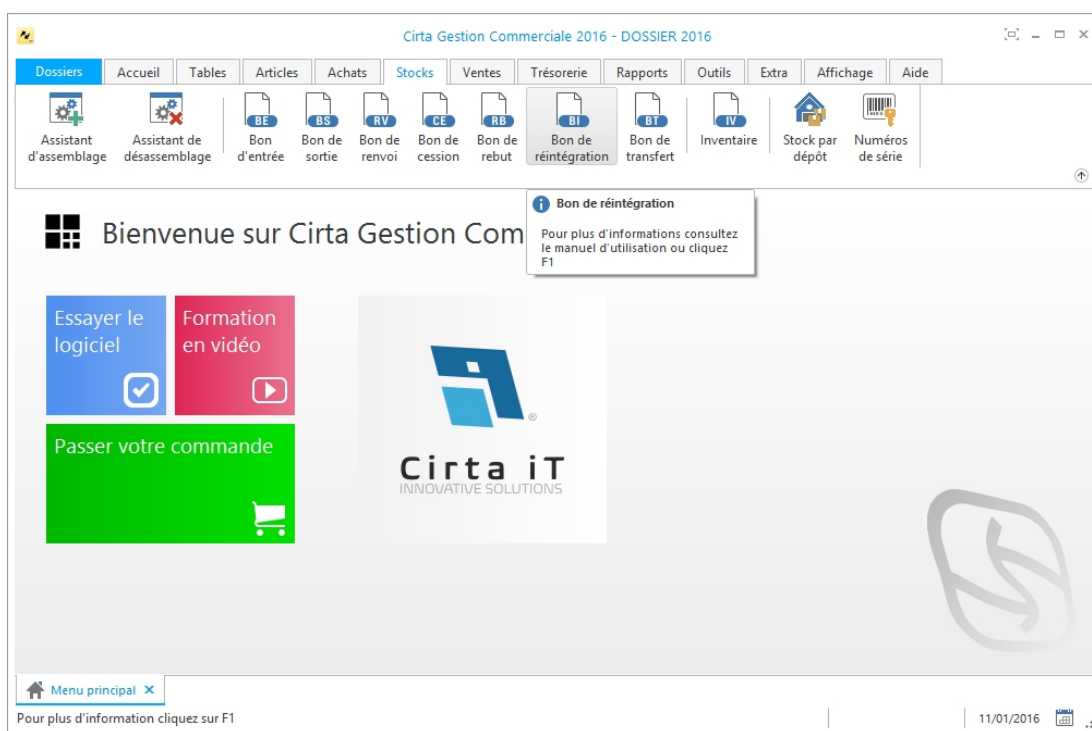 Cirta Gestion Commerciale 2016 - DOSSIER 2016
Dossiers Accueil Tables Articles Achats Stocks Ventes Trésorerie Rapports Outils Extra Affichage Aide
BE BS RV CE RB BI BT IV
Assistant Assistant de Bon Bon de Bon de Bon de Bon de Bon de Bon de Inventaire Stock par Numéros
d'assemblage désassemblage d'entrée sortie renvoi cession rebut réintégration transfert dépôt de série
Bon de réintégration
Pour plus d'informations consultez
le manuel d'utilisation ou cliquez
F1
Bienvenue sur Cirta Gestion Com
Essayer le
logiciel
Formation
en vidéo
Passer votre commande
Cirta iT
INNOVATIVE SOLUTIONS
®
Menu principal
Pour plus d'information cliquez sur F1
11/01/2016